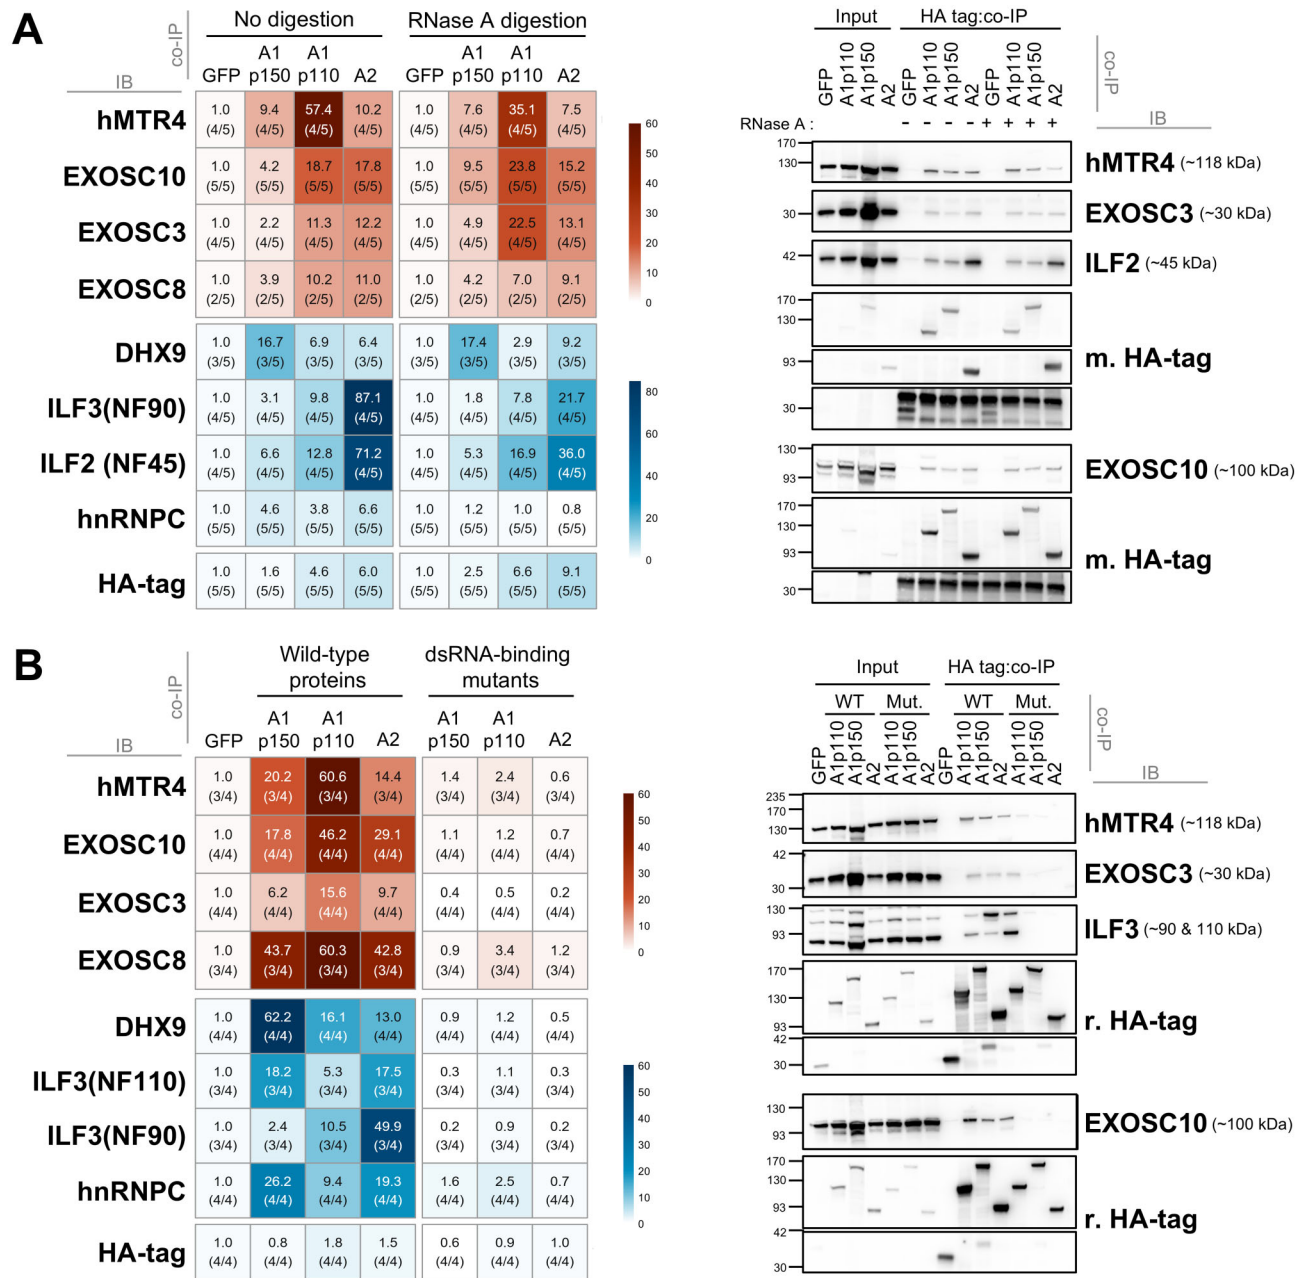 A
No digestion RNase A digestion
co-IP
IB
GFP A1 p150 A1 p110 A2 GFP A1 p150 A1 p110 A2
hMTR4 1.0 9.4 57.4 10.2 1.0 7.6 35.1 7.5
(4/5) (4/5) (4/5) (4/5) (4/5) (4/5) (4/5) (4/5)
EXOSC10 1.0 4.2 18.7 17.8 1.0 9.5 23.8 15.2
(5/5) (5/5) (5/5) (5/5) (5/5) (5/5) (5/5) (5/5)
EXOSC3 1.0 2.2 11.3 12.2 1.0 4.9 22.5 13.1
(4/5) (4/5) (4/5) (4/5) (4/5) (4/5) (4/5) (4/5)
EXOSC8 1.0 3.9 10.2 11.0 1.0 4.2 7.0 9.1
(2/5) (2/5) (2/5) (2/5) (2/5) (2/5) (2/5) (2/5)
DHX9 1.0 16.7 6.9 6.4 1.0 17.4 2.9 9.2
(3/5) (3/5) (3/5) (3/5) (3/5) (3/5) (3/5) (3/5)
ILF3(NF90) 1.0 3.1 9.8 87.1 1.0 1.8 7.8 21.7
(4/5) (4/5) (4/5) (4/5) (4/5) (4/5) (4/5) (4/5)
ILF2 (NF45) 1.0 6.6 12.8 71.2 1.0 5.3 16.9 36.0
(4/5) (4/5) (4/5) (4/5) (4/5) (4/5) (4/5) (4/5)
hnRNPC 1.0 4.6 3.8 6.6 1.0 1.2 1.0 0.8
(5/5) (5/5) (5/5) (5/5) (5/5) (5/5) (5/5) (5/5)
HA-tag 1.0 1.6 4.6 6.0 1.0 2.5 6.6 9.1
(5/5) (5/5) (5/5) (5/5) (5/5) (5/5) (5/5) (5/5)
60
50
40
30
20
10
0
80
60
40
20
0
Input HA tag:co-IP
GFP A1p110 A1p150 A2 GFP A1p110 A1p150 A2 GFP A1p110 A1p150 A2
co-IP
IB
RNase A : - - - - + + + +
170
130
hMTR4 (~118 kDa)
30
EXOSC3 (~30 kDa)
42
ILF2 (~45 kDa)
170
130
93
30
m. HA-tag
130
93
EXOSC10 (~100 kDa)
170
130
93
30
m. HA-tag
B
Wild-type proteins dsRNA-binding mutants
co-IP
IB
GFP A1 p150 A1 p110 A2 A1 p150 A1 p110 A2
hMTR4 1.0 20.2 60.6 14.4 1.4 2.4 0.6
(3/4) (3/4) (3/4) (3/4) (3/4) (3/4) (3/4)
EXOSC10 1.0 17.8 46.2 29.1 1.1 1.2 0.7
(4/4) (4/4) (4/4) (4/4) (4/4) (4/4) (4/4)
EXOSC3 1.0 6.2 15.6 9.7 0.4 0.5 0.2
(4/4) (4/4) (4/4) (4/4) (4/4) (4/4) (4/4)
EXOSC8 1.0 43.7 60.3 42.8 0.9 3.4 1.2
(3/4) (3/4) (3/4) (3/4) (3/4) (3/4) (3/4)
DHX9 1.0 62.2 16.1 13.0 0.9 1.2 0.5
(4/4) (4/4) (4/4) (4/4) (4/4) (4/4) (4/4)
ILF3(NF110) 1.0 18.2 5.3 17.5 0.3 1.1 0.3
(3/4) (3/4) (3/4) (3/4) (3/4) (3/4) (3/4)
ILF3(NF90) 1.0 2.4 10.5 49.9 0.2 0.9 0.2
(3/4) (3/4) (3/4) (3/4) (3/4) (3/4) (3/4)
hnRNPC 1.0 26.2 9.4 19.3 1.6 2.5 0.7
(4/4) (4/4) (4/4) (4/4) (4/4) (4/4) (4/4)
HA-tag 1.0 0.8 1.8 1.5 0.6 0.9 1.0
(4/4) (4/4) (4/4) (4/4) (4/4) (4/4) (4/4)
60
50
40
30
20
10
0
60
50
40
30
20
10
0
Input HA tag:co-IP
WT Mut. WT Mut.
GFP A1p110 A1p150 A2 A1p110 A1p150 A2 GFP A1p110 A1p150 A2 A1p110 A1p150 A2
co-IP
IB
235
170
130
hMTR4 (~118 kDa)
42
30
EXOSC3 (~30 kDa)
130
93
ILF3 (~90 & 110 kDa)
170
130
93
42
30
r. HA-tag
130
93
EXOSC10 (~100 kDa)
170
130
93
42
30
r. HA-tag